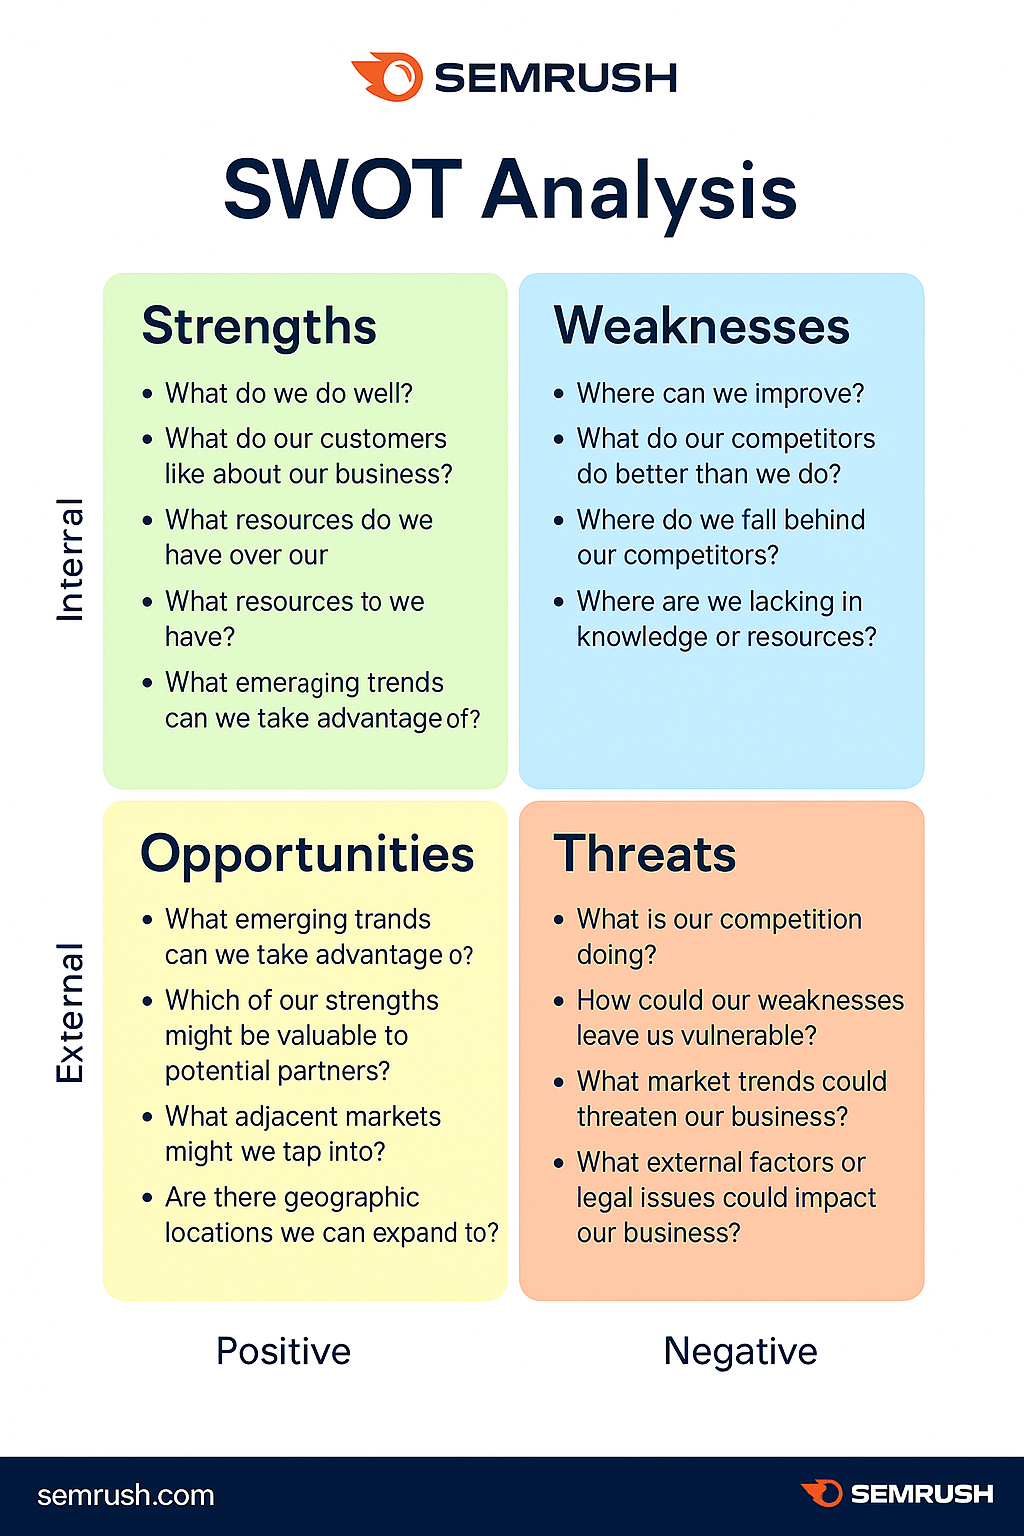 SEMRUSH
SWOT Analysis
Strengths
• What do we do well?
• What do our customers
like about our business?
• What resources do we
have over our
• What resources to we
have?
• What emeraging trends
can we take advantage of?
Weaknesses
• Where can we improve?
• What do our competitors
do better than we do?
• Where do we fall behind
our competitors?
• Where are we lacking in
knowledge or resources?
Interral
Opportunities
• What emerging trands
can we take advantage o?
• Which of our strengths
might be valuable to
potential partners?
• What adjacent markets
might we tap into?
• Are there geographic
locations we can expand to?
Threats
• What is our competition
doing?
• How could our weaknesses
leave us vulnerable?
• What market trends could
threaten our business?
• What external factors or
legal issues could impact
our business?
External
Positive
Negative
semrush.com
SEMRUSH